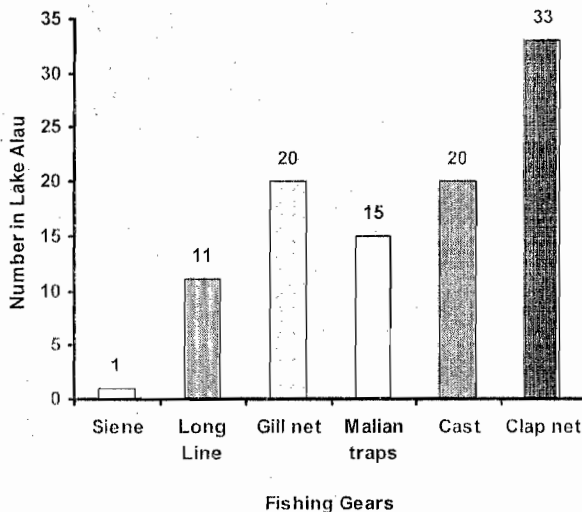 35
30
25
20
15
10
5
0
Number in Lake Alau
1
11
20
15
20
33
Siene
Long Line
Gill net
Malian traps
Cast
Clap net
Fishing Gears